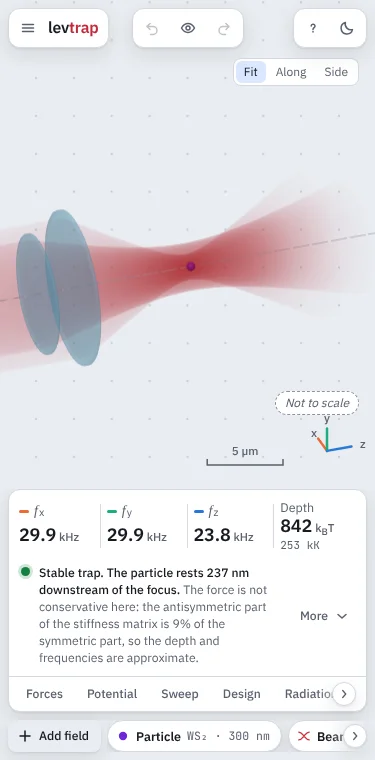 levtrap
?
Fit Along Side
Not to scale
y
x
z
5 µm
fx
fy
fz
Depth
29.9 kHz
29.9 kHz
23.8 kHz
842 kBT
253 kK
Stable trap. The particle rests 237 nm
downstream of the focus. The force is not
conservative here: the antisymmetric part
of the stiffness matrix is 9% of the
symmetric part, so the depth and
frequencies are approximate.
More
Forces Potential Sweep Design Radiation
+ Add field
Particle WS₂ · 300 nm
Bear